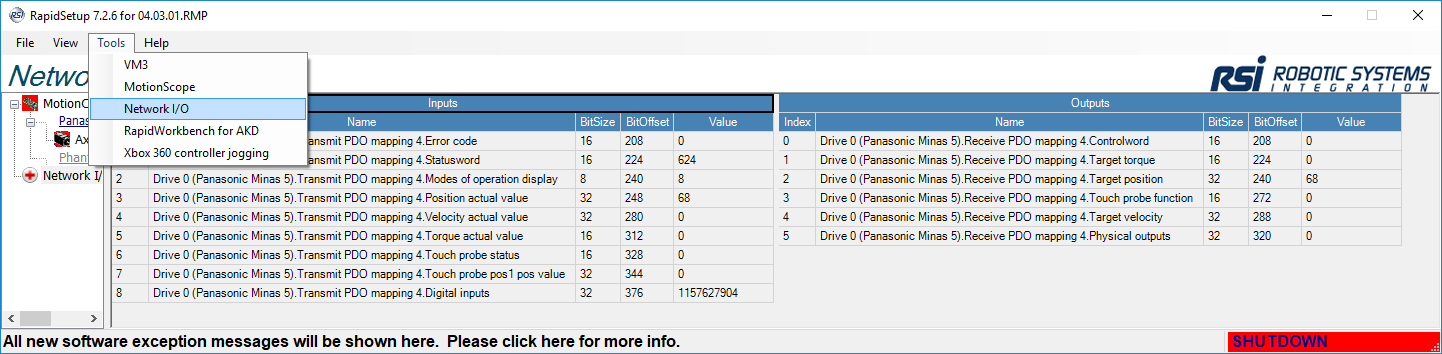 RSI RapidSetup 7.2.6 for 04.03.01.RMP
File View Tools Help
VM3
MotionScope
Network I/O
RapidWorkbench for AKD
Xbox 360 controller jogging
Netwo
RSI ROBOTIC SYSTEMS
INTEGRATION
MotionC
Panas
Ax
Phant
Network I/
Inputs
Name BitSize BitOffset Value
ransmit PDO mapping 4.Error code 16 208 0
ransmit PDO mapping 4.Statusword 16 224 624
2 Drive 0 (Panasonic Minas 5).Transmit PDO mapping 4.Modes of operation display 8 240 8
3 Drive 0 (Panasonic Minas 5).Transmit PDO mapping 4.Position actual value 32 248 68
4 Drive 0 (Panasonic Minas 5).Transmit PDO mapping 4.Velocity actual value 32 280 0
5 Drive 0 (Panasonic Minas 5).Transmit PDO mapping 4.Torque actual value 16 312 0
6 Drive 0 (Panasonic Minas 5).Transmit PDO mapping 4.Touch probe status 16 328 0
7 Drive 0 (Panasonic Minas 5).Transmit PDO mapping 4.Touch probe pos1 pos value 32 344 0
8 Drive 0 (Panasonic Minas 5).Transmit PDO mapping 4.Digital inputs 32 376 1157627904
Outputs
Index Name BitSize BitOffset Value
0 Drive 0 (Panasonic Minas 5).Receive PDO mapping 4.Controlword 16 208 0
1 Drive 0 (Panasonic Minas 5).Receive PDO mapping 4.Target torque 16 224 0
2 Drive 0 (Panasonic Minas 5).Receive PDO mapping 4.Target position 32 240 68
3 Drive 0 (Panasonic Minas 5).Receive PDO mapping 4.Touch probe function 16 272 0
4 Drive 0 (Panasonic Minas 5).Receive PDO mapping 4.Target velocity 32 288 0
5 Drive 0 (Panasonic Minas 5).Receive PDO mapping 4.Physical outputs 32 320 0
All new software exception messages will be shown here. Please click here for more info.
SHUTDOWN